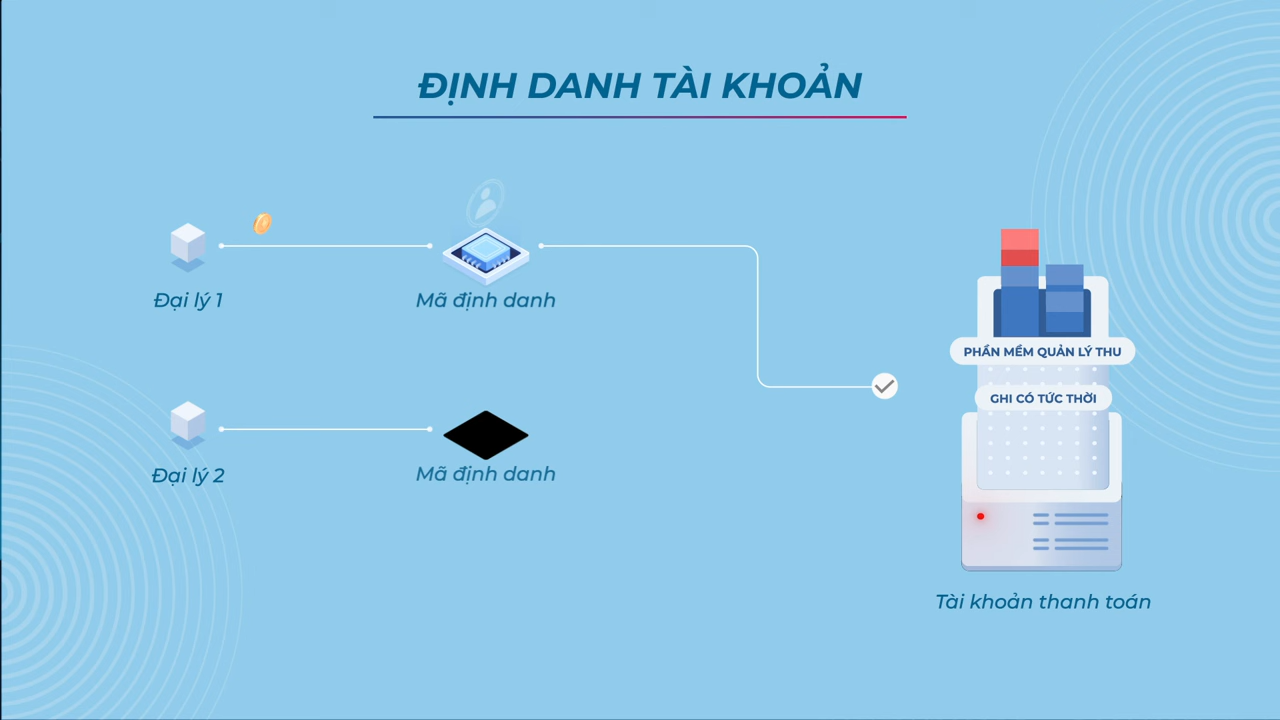 ĐỊNH DANH TÀI KHOẢN
Đại lý 1
Mã định danh
PHẦN MỀM QUẢN LÝ THU
GHI CÓ TỨC THỜI
Đại lý 2
Mã định danh
Tài khoản thanh toán